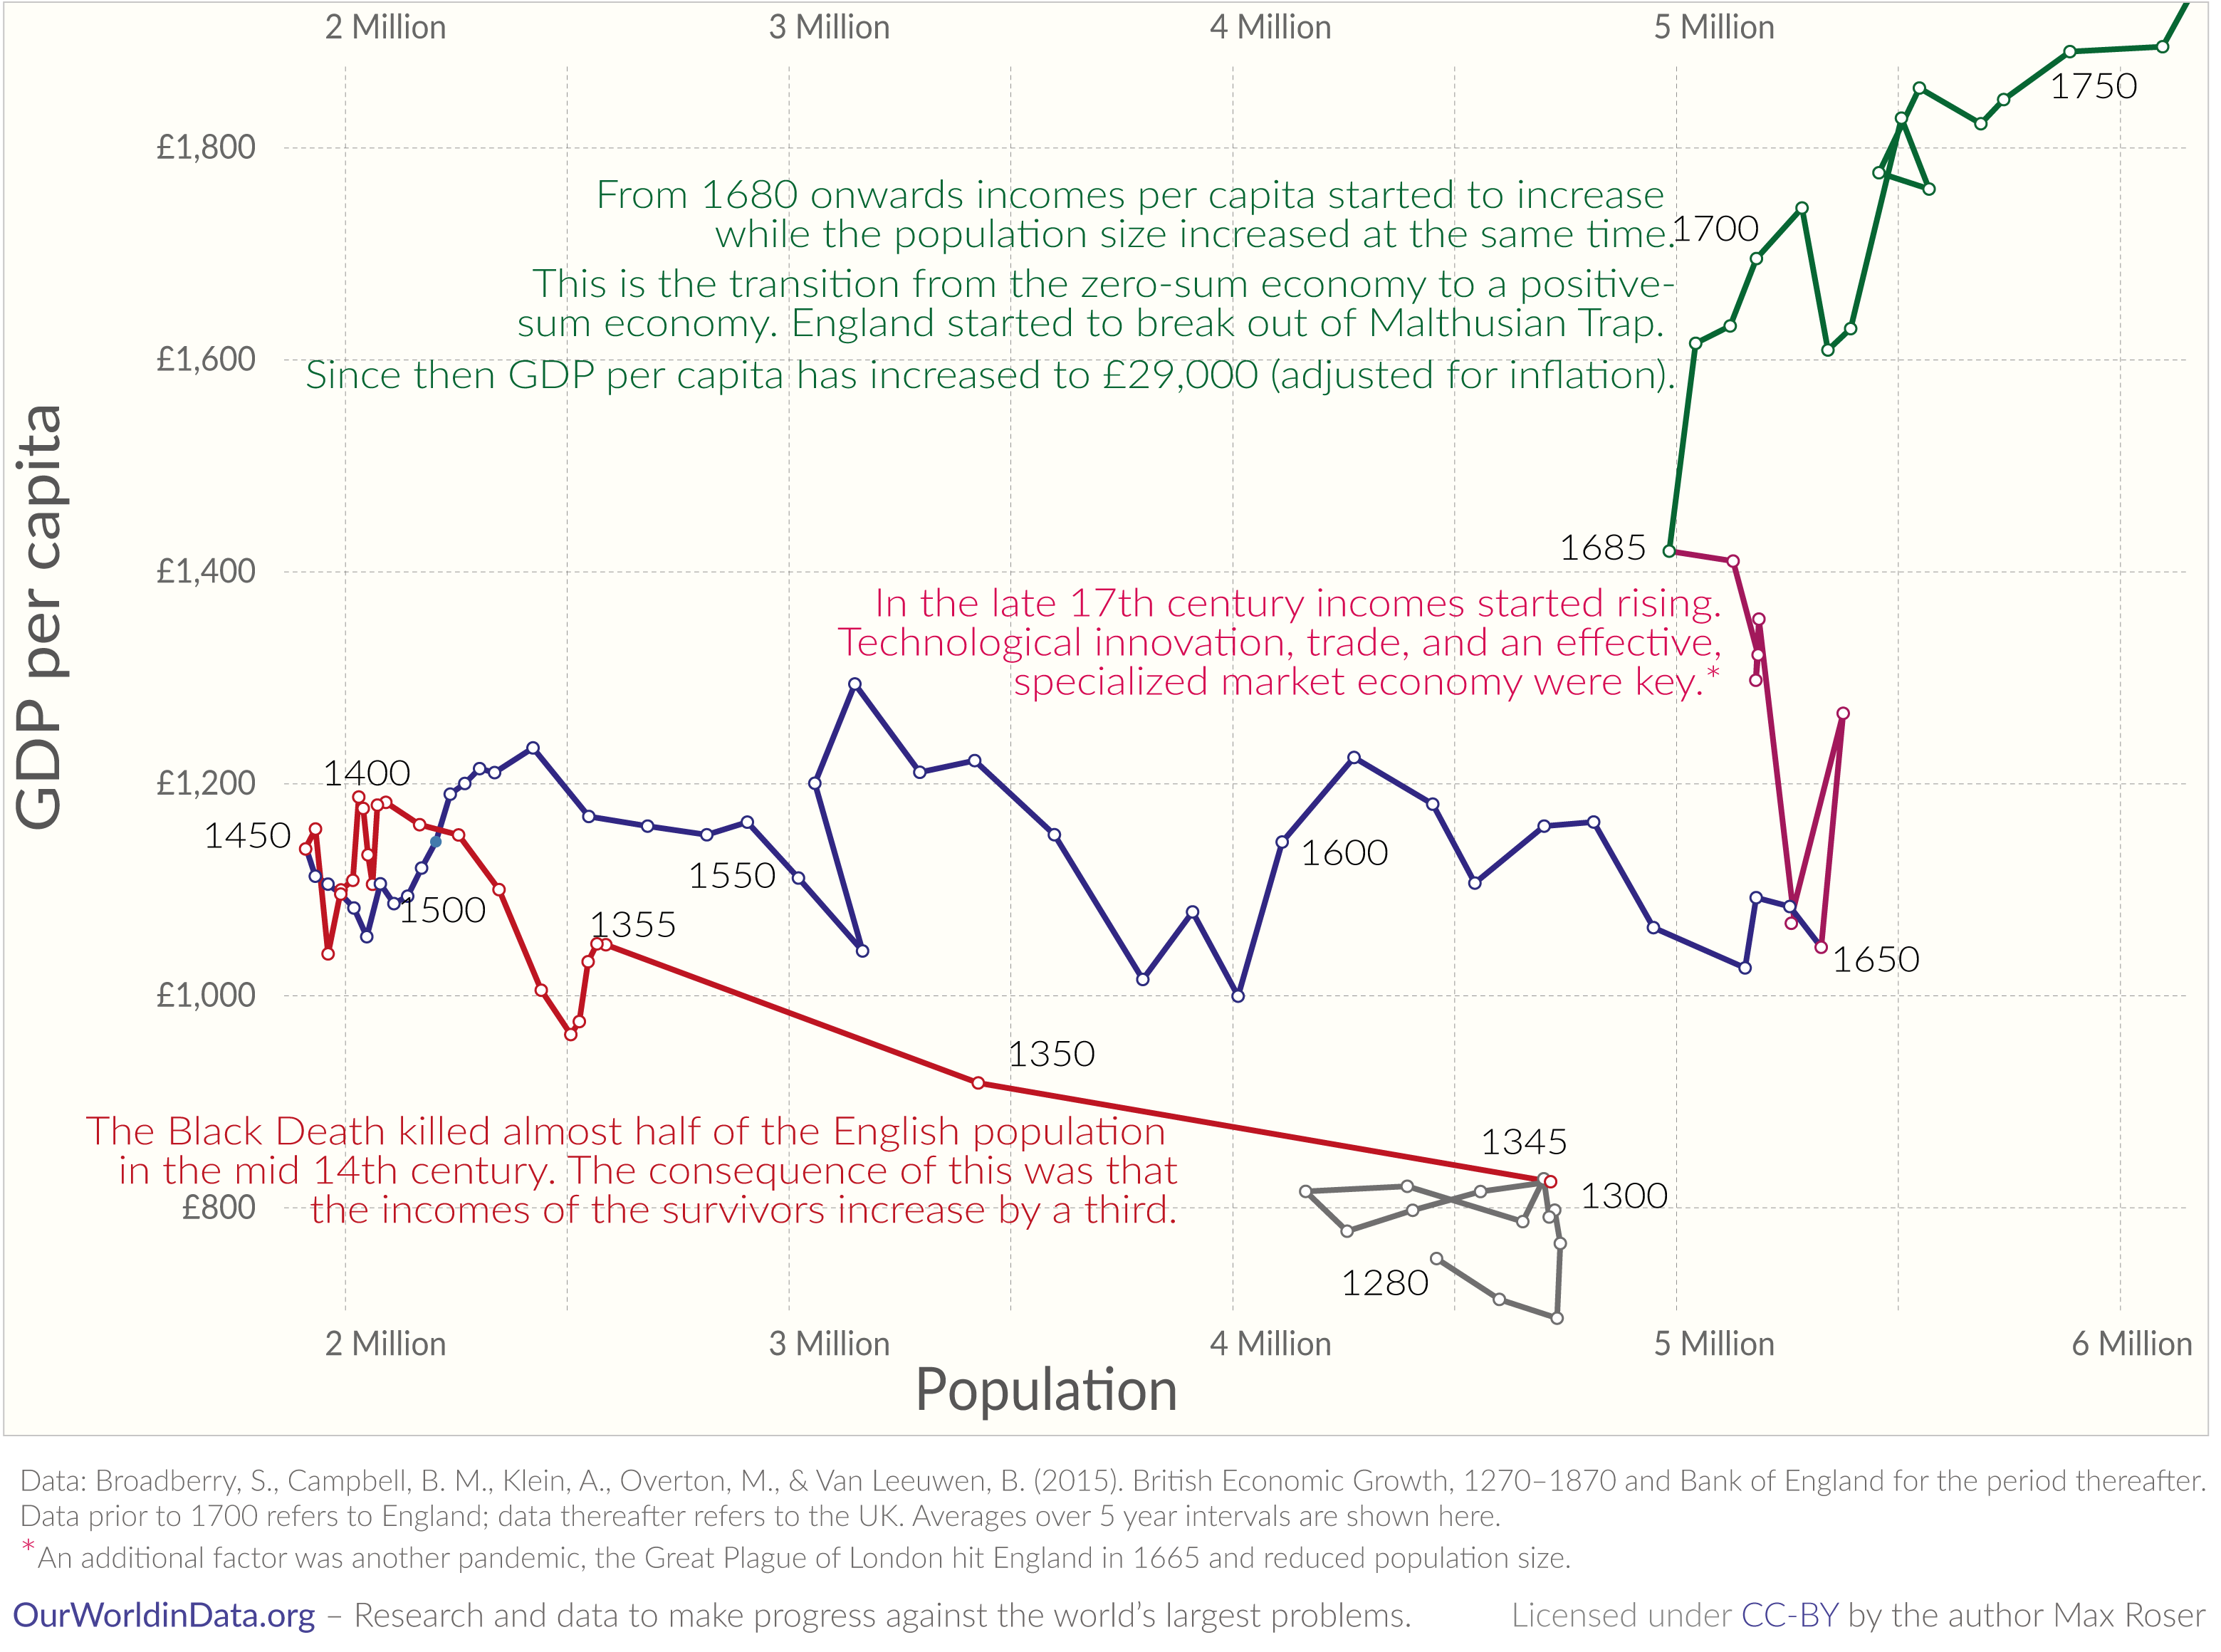 2 Million 3 Million 4 Million 5 Million
1750
£1,800
From 1680 onwards incomes per capita started to increase
while the population size increased at the same time.
1700
This is the transition from the zero-sum economy to a positive-
sum economy. England started to break out of Malthusian Trap.
£1,600
Since then GDP per capita has increased to £29,000 (adjusted for inflation).
GDP per capita
1685
£1,400
In the late 17th century incomes started rising.
Technological innovation, trade, and an effective,
specialized market economy were key.*
1400
£1,200
1450
1600
1550
1500
1355
1650
£1,000
1350
The Black Death killed almost half of the English population
1345
in the mid 14th century. The consequence of this was that
1300
£800
the incomes of the survivors increase by a third.
1280
2 Million 3 Million 4 Million 5 Million 6 Million
Population
Data: Broadberry, S., Campbell, B. M., Klein, A., Overton, M., & Van Leeuwen, B. (2015). British Economic Growth, 1270–1870 and Bank of England for the period thereafter.
Data prior to 1700 refers to England; data thereafter refers to the UK. Averages over 5 year intervals are shown here.
*An additional factor was another pandemic, the Great Plague of London hit England in 1665 and reduced population size.
OurWorldinData.org – Research and data to make progress against the world's largest problems. Licensed under CC-BY by the author Max Roser